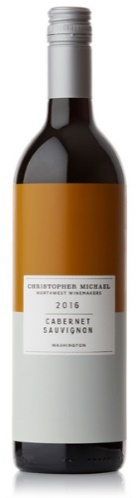 CHRISTOPHER MICHAEL
NORTHWEST WINEMAKERS
2016
CABERNET
SAUVIGNON
WASHINGTON